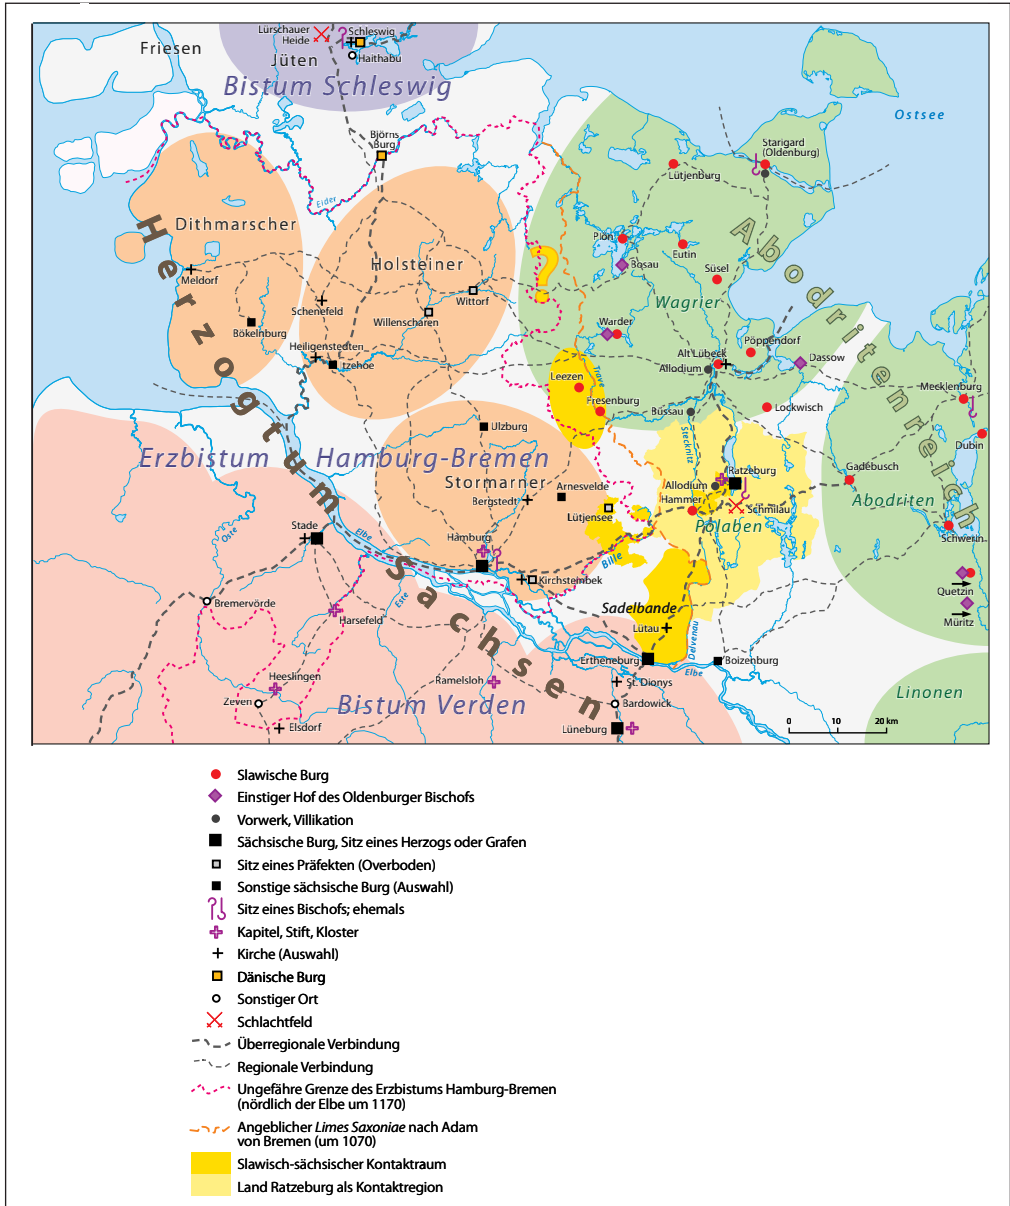 Lürschauer
Heide
Schleswig
Friesen
Jüten
Haithabu
Bistum Schleswig
Ostsee
Björns
Burg
Starigard
(Oldenburg)
Lütjenburg
Eider
Dithmarscher
Plön
Eutin
Bosau
Süsel
Holsteiner
?
Meldorf
Wittorf
Wagrier
Schenefeld
Willenscharen
Bökelnburg
Warder
Heiligenstedten
Itzehoe
Alt Lübeck
Pöppendorf
Dassow
Allodium
Leezen
Trave
Mecklenburg
Fresenburg
Büssau
Lockwisch
Ulzburg
Stecknitz
Dubin
Erzbistum Hamburg-Bremen
Stormarner
Ratzeburg
Gadebusch
Arnesvelde
Allodium
Bergstedt
Hammer
Schmilau
Abodriten
Lütjensee
Polaben
Stade
Oste
Elbe
Hamburg
Schwerin
Bille
Kirchsteinbek
Quetzin
Bremervörde
Este
Harsefeld
Sadelbande
Müritz
Lütau
Delvenau
Ertheneburg
Boizenburg
Elbe
Heeslingen
Ramelsloh
St. Dionys
Linonen
Zeven
Bistum Verden
Bardowick
Elsdorf
Lüneburg
0 10 20 km
Herzogtum Sachsen
Abodritenreich
Slawische Burg
Einstiger Hof des Oldenburger Bischofs
Vorwerk, Villikation
Sächsische Burg, Sitz eines Herzogs oder Grafen
Sitz eines Präfekten (Overboden)
Sonstige sächsische Burg (Auswahl)
Sitz eines Bischofs; ehemals
Kapitel, Stift, Kloster
Kirche (Auswahl)
Dänische Burg
Sonstiger Ort
Schlachtfeld
Überregionale Verbindung
Regionale Verbindung
Ungefähre Grenze des Erzbistums Hamburg-Bremen
(nördlich der Elbe um 1170)
Angeblicher Limes Saxoniae nach Adam
von Bremen (um 1070)
Slawisch-sächsischer Kontaktraum
Land Ratzeburg als Kontaktregion